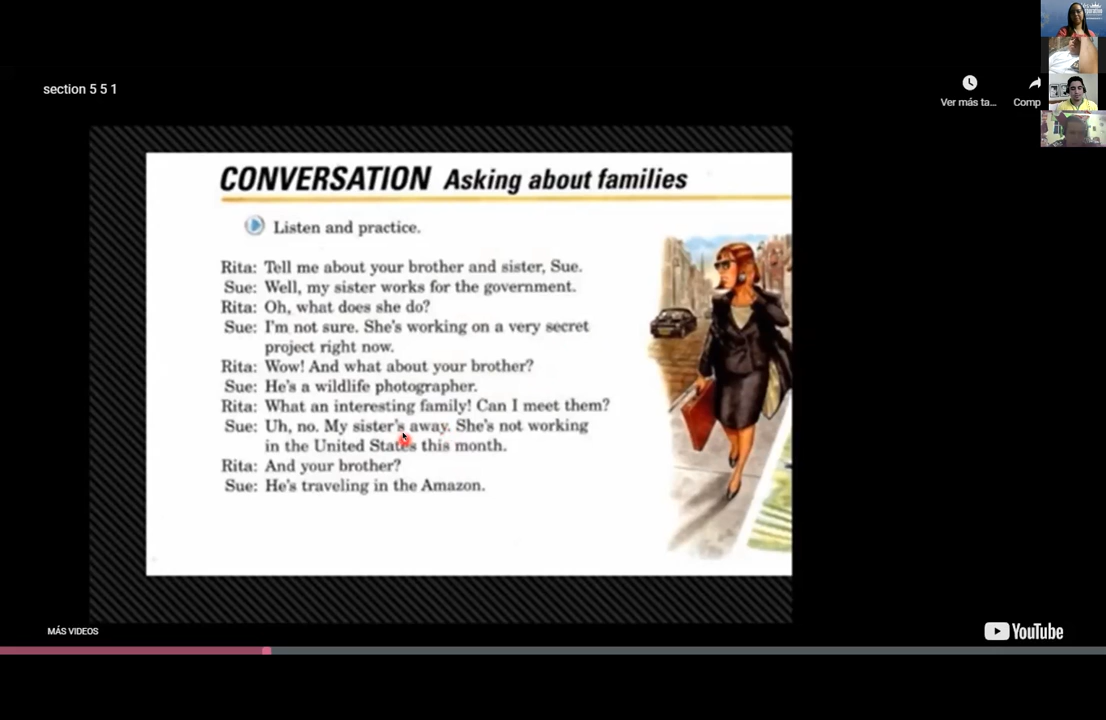 section 5 5 1
Ver más ta...
Comp
CONVERSATION Asking about families
Listen and practice.
Rita: Tell me about your brother and sister, Sue.
Sue: Well, my sister works for the government.
Rita: Oh, what does she do?
Sue: I'm not sure. She's working on a very secret
project right now.
Rita: Wow! And what about your brother?
Sue: He's a wildlife photographer.
Rita: What an interesting family! Can I meet them?
Sue: Uh, no. My sister's away. She's not working
in the United States this month.
Rita: And your brother?
Sue: He's traveling in the Amazon.
MÁS VIDEOS
YouTube